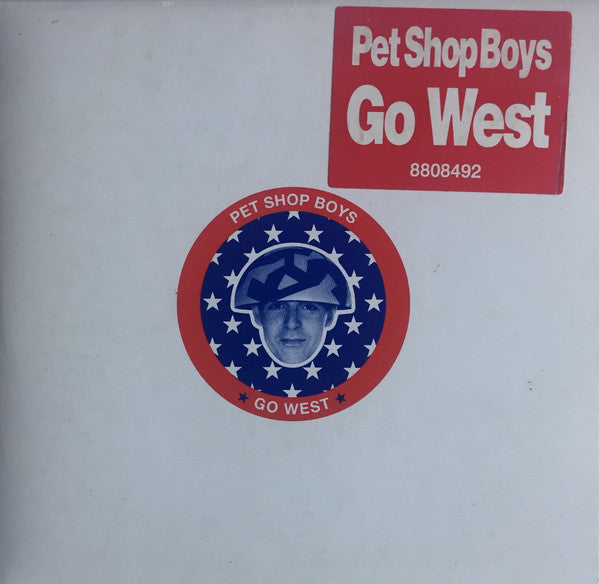 Pet Shop Boys
Go West
8808492
PET SHOP BOYS
GO WEST